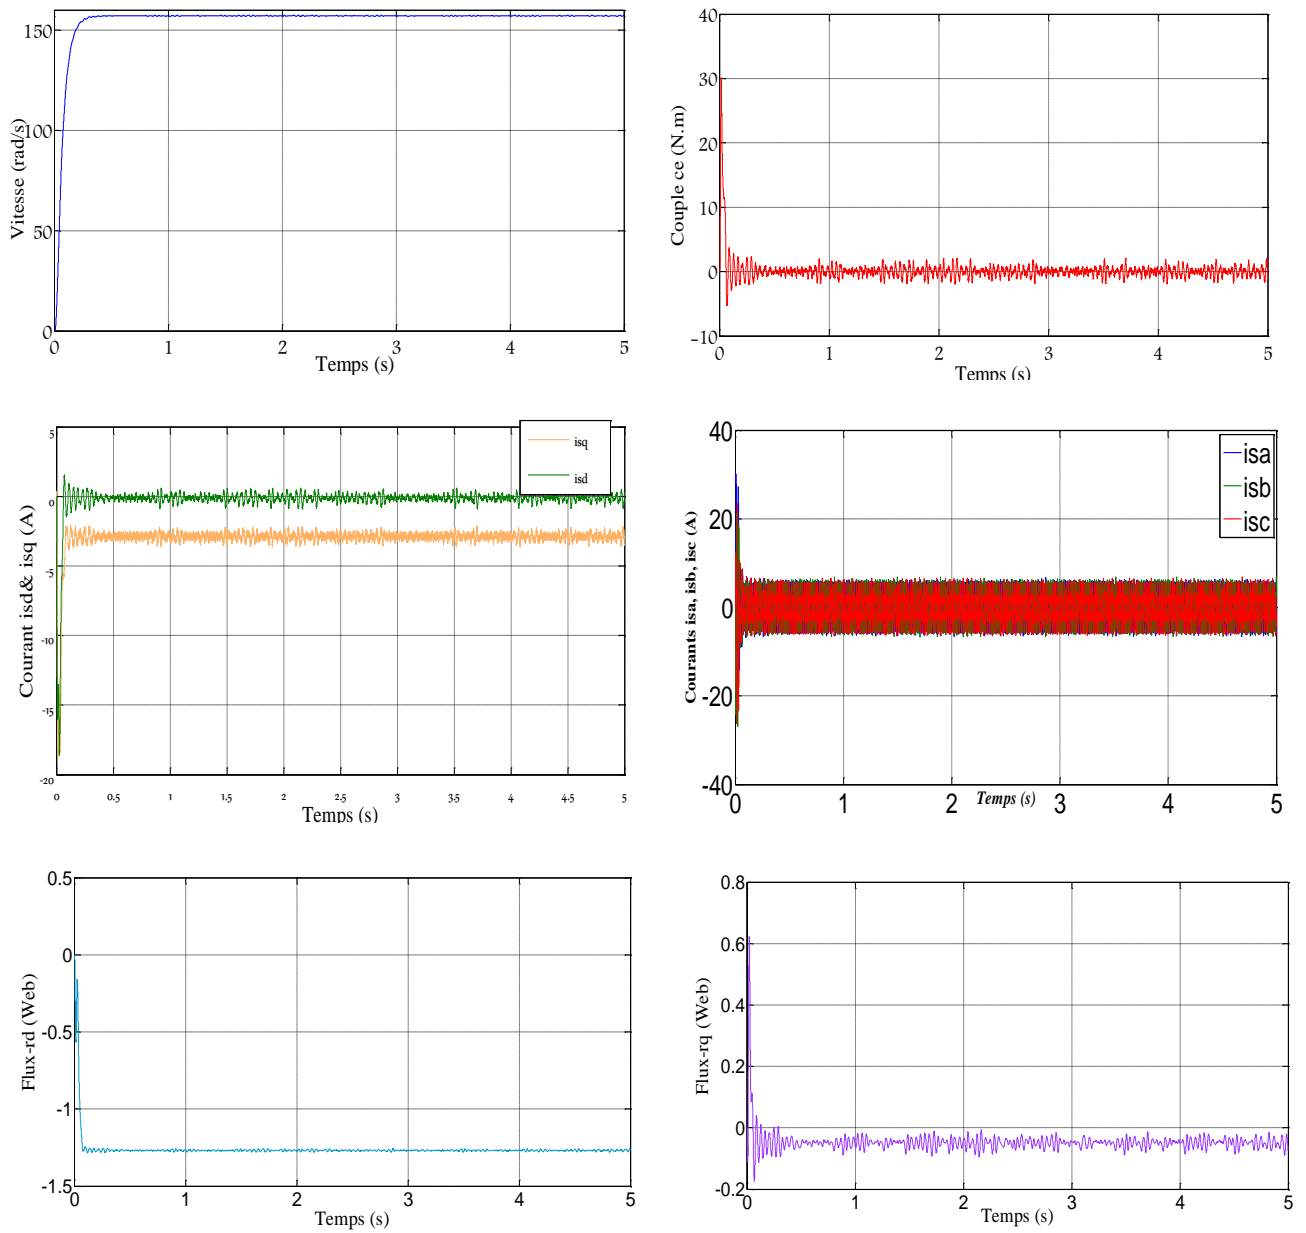 150
100
50
0
Vitesse (rad/s)
0 1 2 3 4 5
Temps (s)
40
30
20
10
0
-10
Couple ce (N.m)
0 1 2 3 4 5
Temps (s)
5
0
-5
-10
-15
-20
Courant isd& isq (A)
isq
isd
0 0.5 1 1.5 2 2.5 3 3.5 4 4.5 5
Temps (s)
40
20
0
-20
-40
Courants isa, isb, isc (A)
isa
isb
isc
0 1 2 Temps (s) 3 4 5
0.5
0
-0.5
-1
-1.5
Flux-rd (Web)
0 1 2 3 4 5
Temps (s)
0.8
0.6
0.4
0.2
0
-0.2
Flux-rq (Web)
0 1 2 3 4 5
Temps (s)